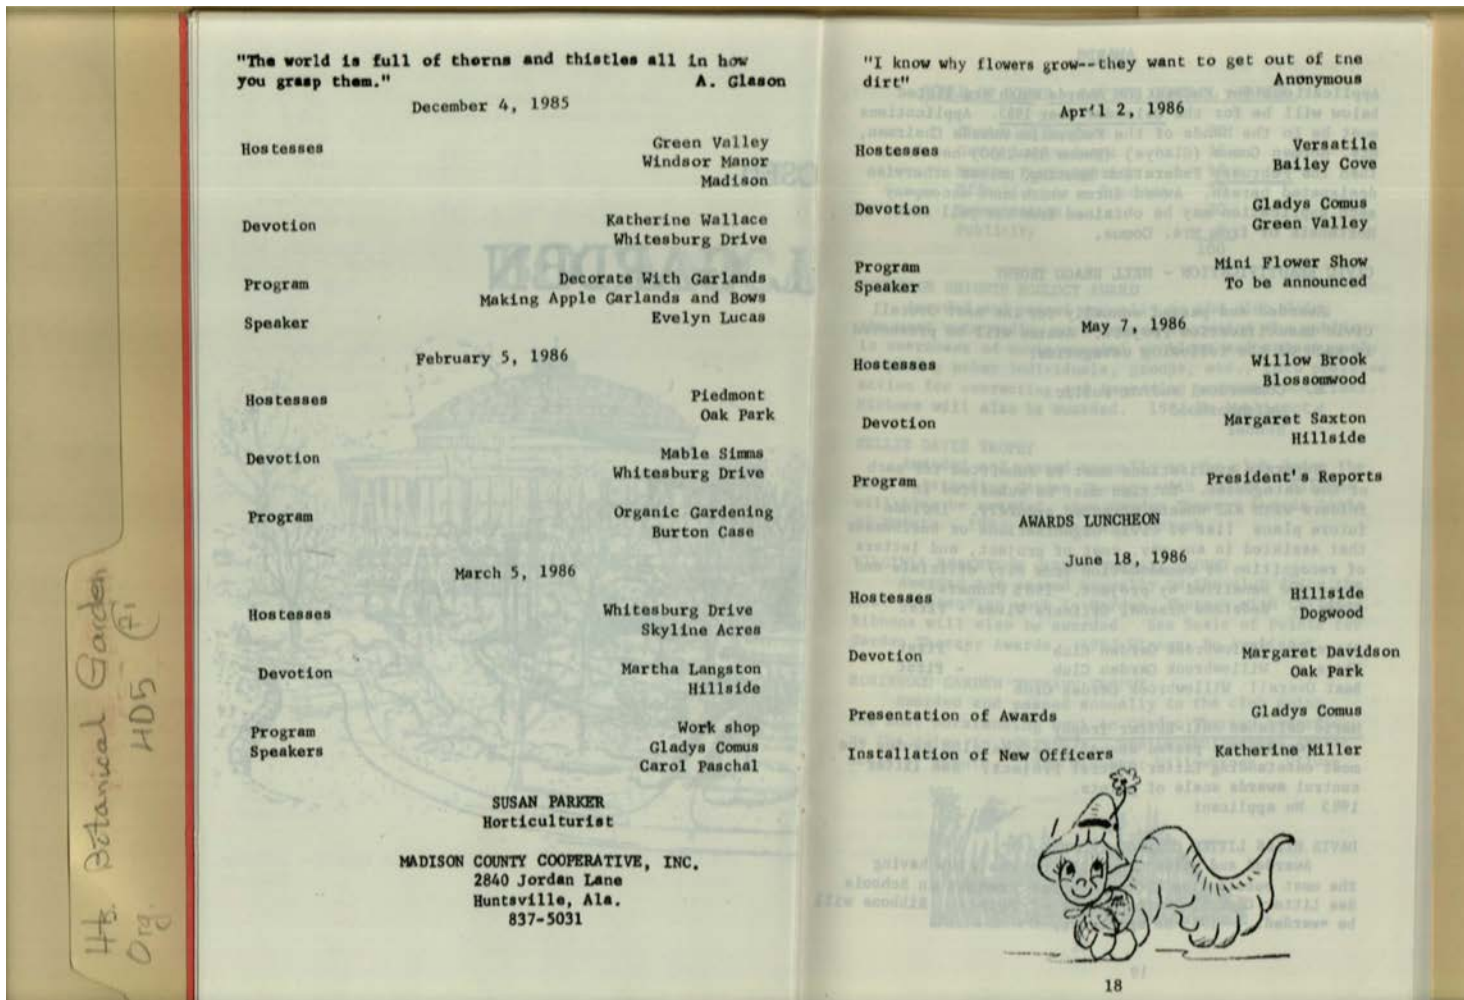 "The world is full of thorns and thistles all in how
you grasp them." A. Glason
December 4, 1985
Hostesses Green Valley
Windsor Manor
Madison
Devotion Katherine Wallace
Whitesburg Drive
Program Decorate With Garlands
Making Apple Garlands and Bows
Speaker Evelyn Lucas
February 5, 1986
Hostesses Piedmont
Oak Park
Devotion Mable Simms
Whitesburg Drive
Program Organic Gardening
Burton Case
March 5, 1986
Hostesses Whitesburg Drive
Skyline Acres
Devotion Martha Langston
Hillside
Program Work shop
Speakers Gladys Comus
Carol Paschal
SUSAN PARKER
Horticulturist
MADISON COUNTY COOPERATIVE, INC.
2840 Jordan Lane
Huntsville, Ala.
837-5031
"I know why flowers grow--they want to get out of tne
dirt" Anonymous
Apr'l 2, 1986
Hostesses Versatile
Bailey Cove
Devotion Gladys Comus
Green Valley
Program Mini Flower Show
Speaker To be announced
May 7, 1986
Hostesses Willow Brook
Blossomwood
Devotion Margaret Saxton
Hillside
Program President's Reports
AWARDS LUNCHEON
June 18, 1986
Hostesses Hillside
Dogwood
Devotion Margaret Davidson
Oak Park
Presentation of Awards Gladys Comus
Installation of New Officers Katherine Miller
18
Botanical Garden
Org.